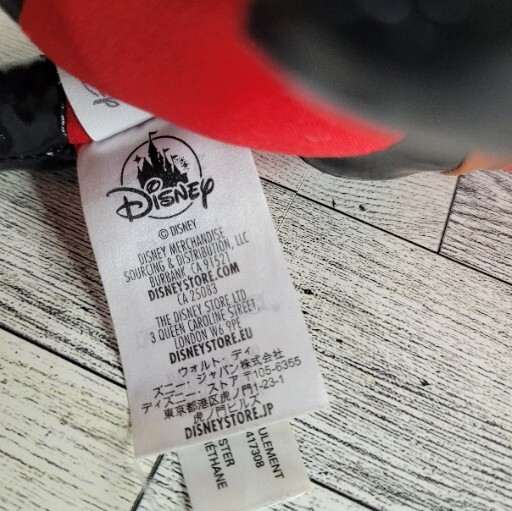 DISNEY
© DISNEY
DISNEY MERCHANDISE
SOURCING & DISTRIBUTION, LLC
BURBANK, CA 91521
DISNEYSTORE.COM
CA 25083
THE DISNEY STORE LTD
3 QUEEN CAROLINE STREET,
LONDON W6 9PE
DISNEYSTORE.EU
ウォルト・ディ
ズニー・ジャパン株式会社
ディズニー・ストア 〒105-6355
東京都港区虎ノ門1-23-1
虎ノ門ヒルズ
DISNEYSTORE.JP
ULEMENT
417308
STER
ETHANE